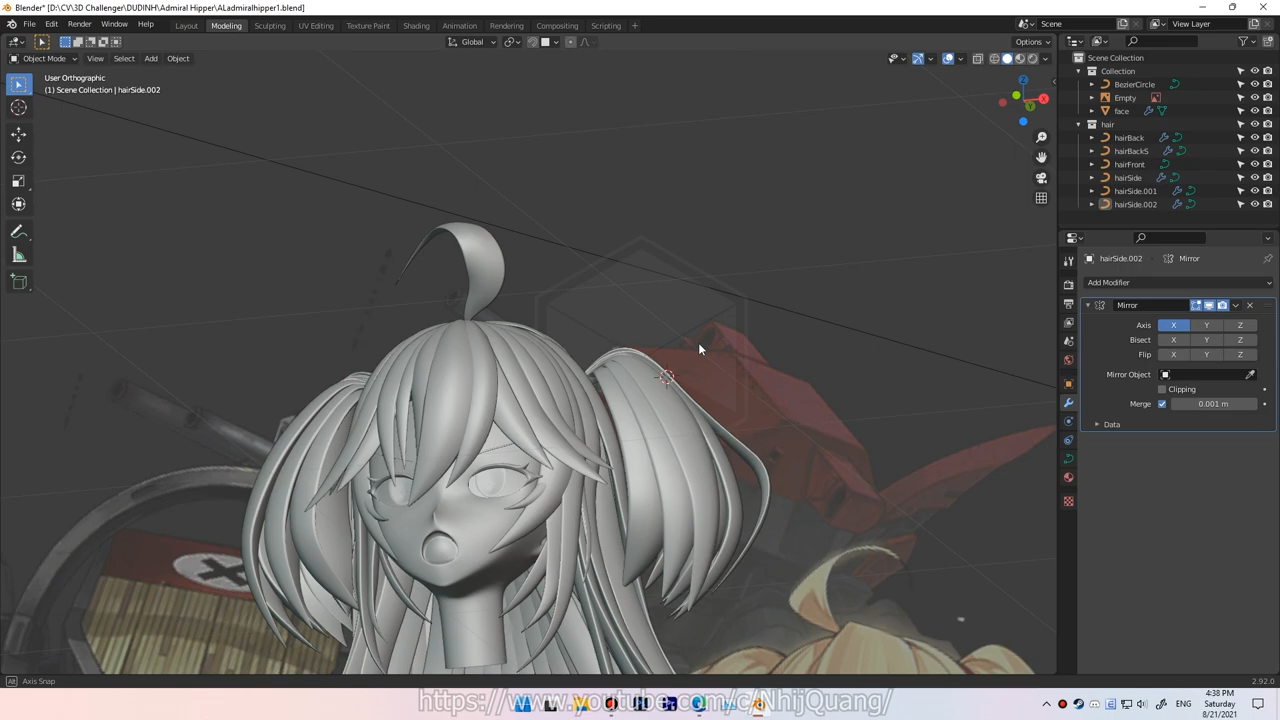 Blender* [D:\CV\3D Challenger\DUDINH\Admiral Hipper\ALadmiralhipper1.blend]
File Edit Render Window Help Layout Modeling Sculpting UV Editing Texture Paint Shading Animation Rendering Compositing Scripting + Scene View Layer
Global Options
Object Mode View Select Add Object
User Orthographic
(1) Scene Collection | hairSide.002
Scene Collection
Collection
BezierCircle
Empty
face
hair
hairBack
hairBackS
hairFront
hairSide
hairSide.001
hairSide.002
hairSide.002 Mirror
Add Modifier
Mirror
Axis X Y Z
Bisect X Y Z
Flip X Y Z
Mirror Object
Clipping
Merge 0.001 m
Data
Alt Axis Snap 2.92.0
https://www.youtube.com/c/NhijQuang/
ENG
4:38 PM
Saturday
8/21/2021